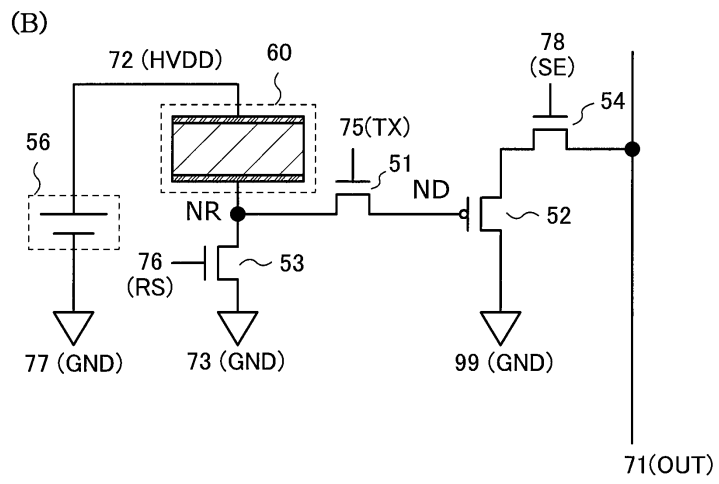 (B)
72 (HVDD)
60
78
(SE)
54
75(TX)
56
51
ND
NR
52
76
(RS)
53
77 (GND)
73 (GND)
99 (GND)
71(OUT)